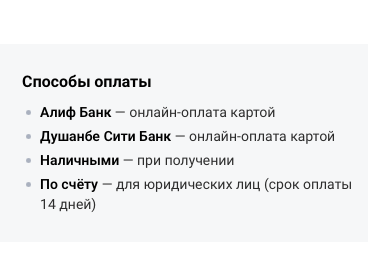 Способы оплаты
Алиф Банк — онлайн-оплата картой
Душанбе Сити Банк — онлайн-оплата картой
Наличными — при получении
По счёту — для юридических лиц (срок оплаты
14 дней)